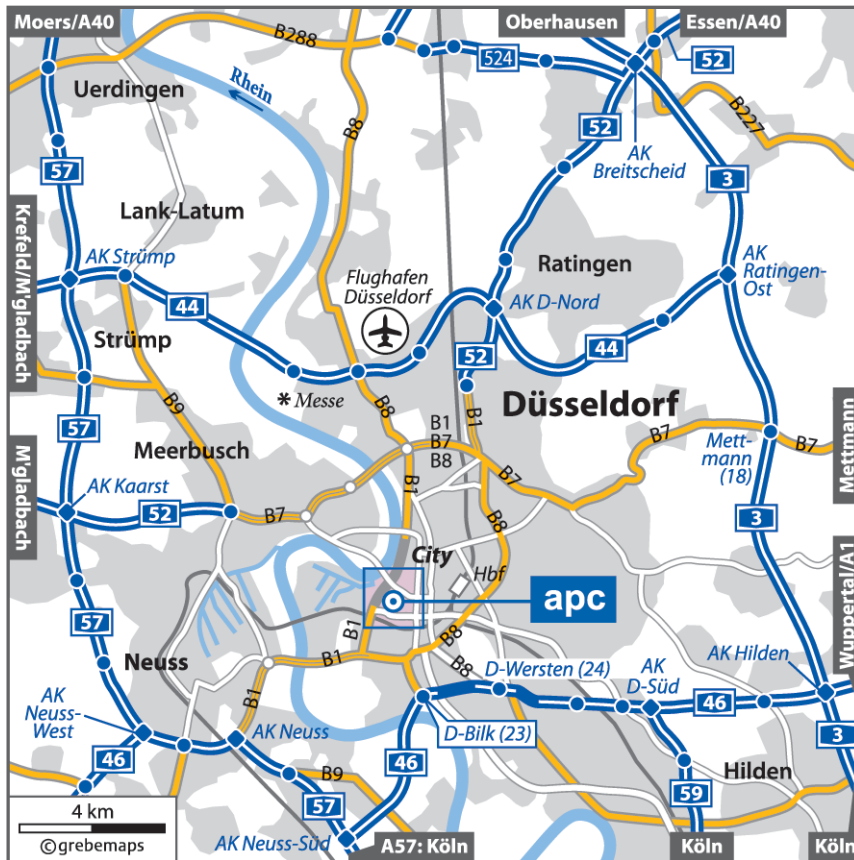 Moers/A40
Oberhausen
Essen/A40
B288
524
52
Uerdingen
Rhein
B8
52
B227
AK
Breitscheid
57
3
Lank-Latum
Krefeld/M'gladbach
AK Strümp
Flughafen
Düsseldorf
Ratingen
AK
Ratingen-
Ost
44
AK D-Nord
Strümp
52
44
* Messe
B8
B1
Düsseldorf
57
B9
B1
B7
B8
B7
B7
Mettmann
Meerbusch
Mett-
mann
(18)
M'gladbach
AK Kaarst
B1
B7
52
B7
B8
3
City
Hbf
Wuppertal/A1
apc
57
B1
B8
Neuss
B1
B8
D-Wersten (24)
AK
D-Süd
AK Hilden
AK
Neuss-
West
B1
46
AK Neuss
D-Bilk (23)
3
46
46
B9
Hilden
57
59
4 km
©grebemaps
AK Neuss-Süd
A57: Köln
Köln
Köln